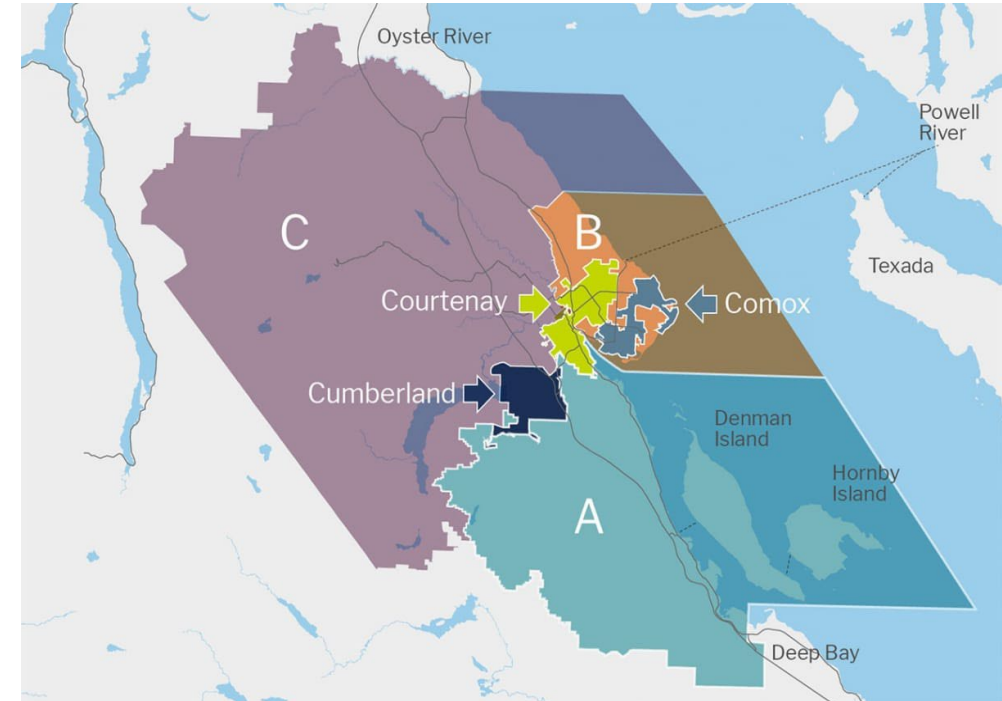 Oyster River
Powell
River
C
B
Texada
Courtenay
Comox
Cumberland
Denman
Island
Hornby
Island
A
Deep Bay